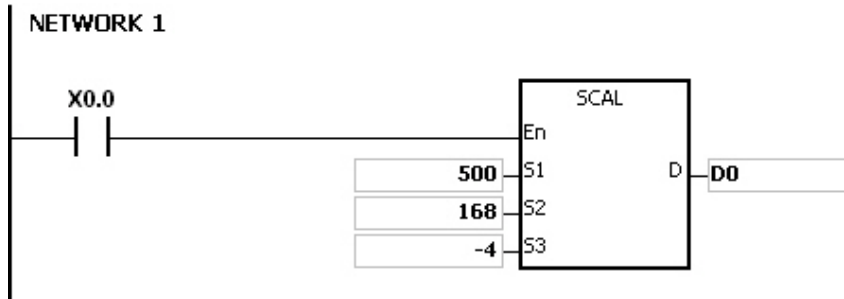 NETWORK 1
X0.0
SCAL
En
500 S1 D D0
168 S2
-4 S3